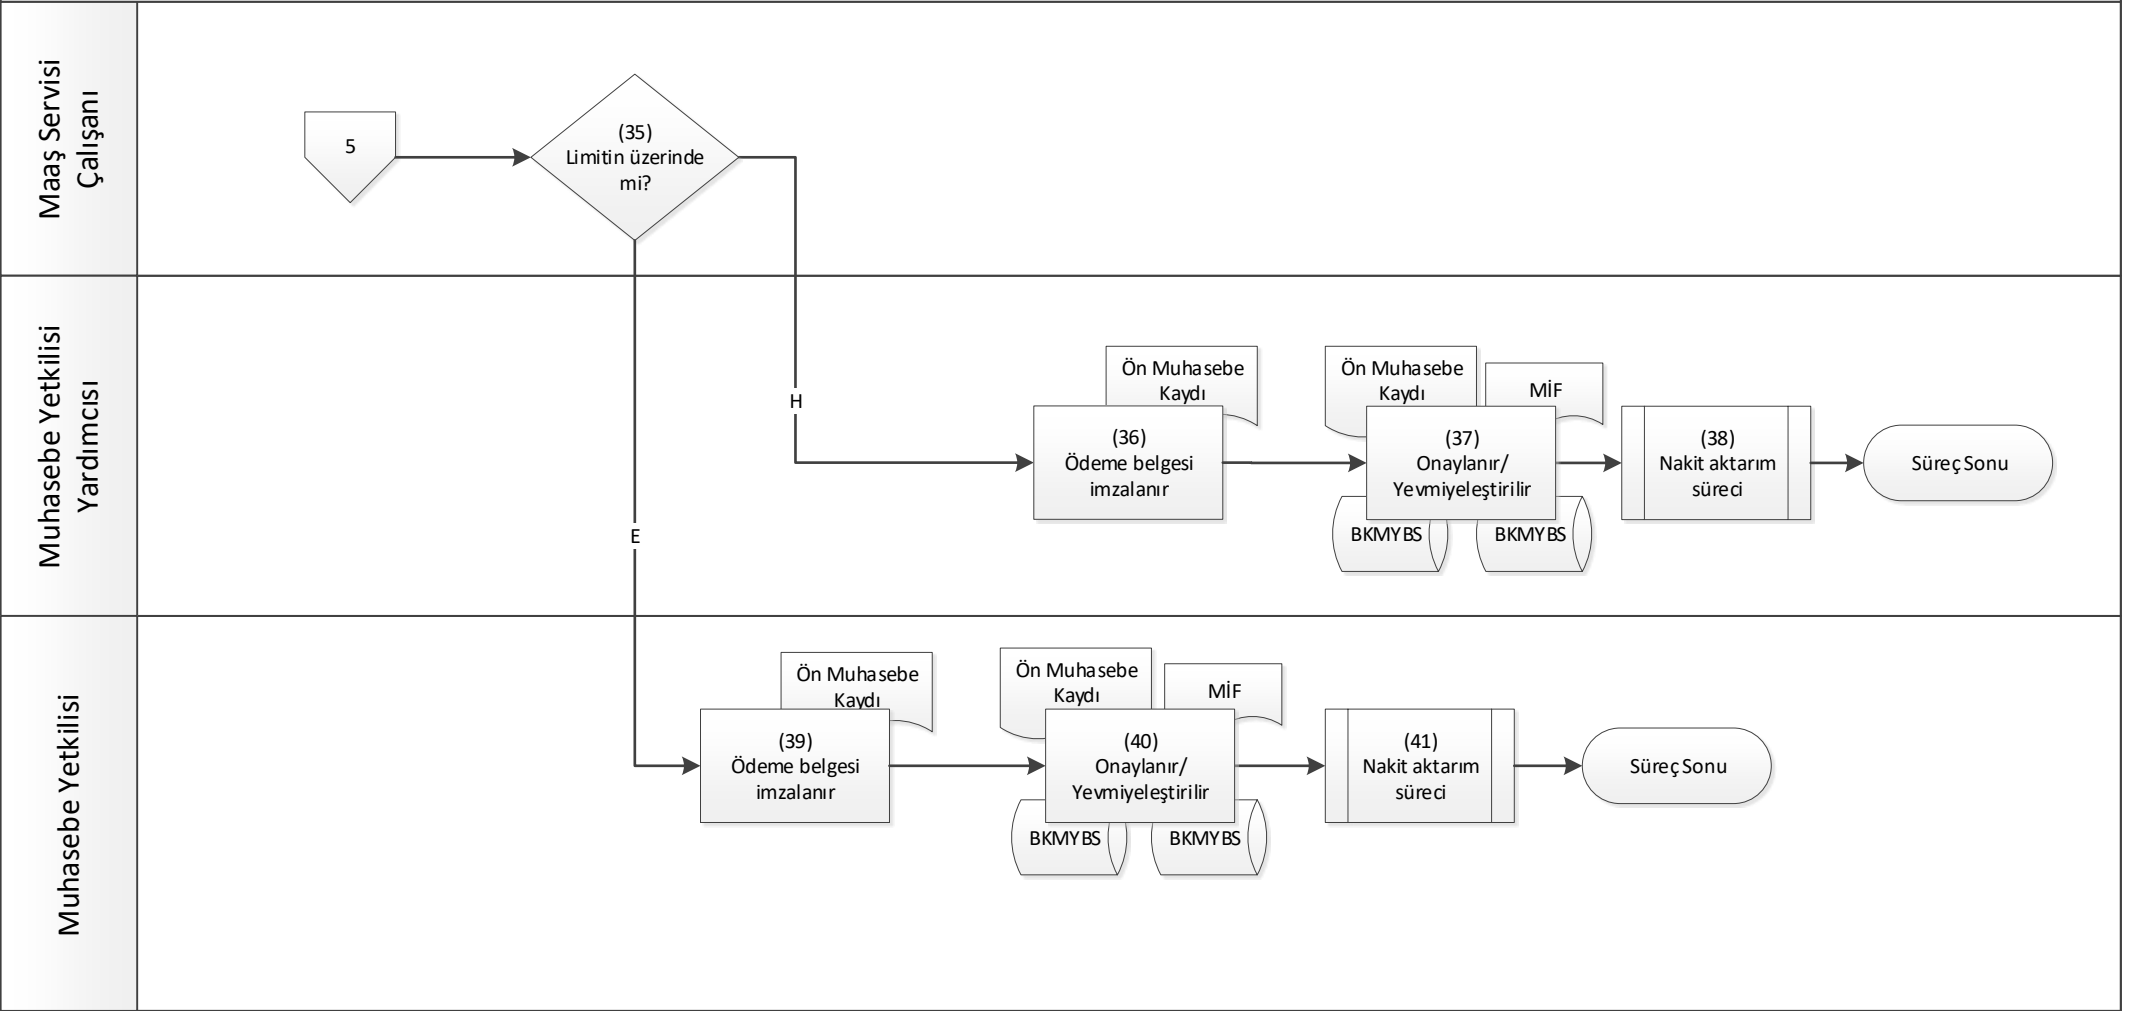 Maaş Servisi
Çalışanı
5
(35)
Limitin üzerinde
mi?
Muhasebe Yetkilisi
Yardımcısı
H
E
Ön Muhasebe
Kaydı
(36)
Ödeme belgesi
imzalanır
Ön Muhasebe
Kaydı
MİF
(37)
Onaylanır/
Yevmiyeleştirilir
BKMYBS
BKMYBS
(38)
Nakit aktarım
süreci
Süreç Sonu
Muhasebe Yetkilisi
Ön Muhasebe
Kaydı
(39)
Ödeme belgesi
imzalanır
Ön Muhasebe
Kaydı
MİF
(40)
Onaylanır/
Yevmiyeleştirilir
BKMYBS
BKMYBS
(41)
Nakit aktarım
süreci
Süreç Sonu